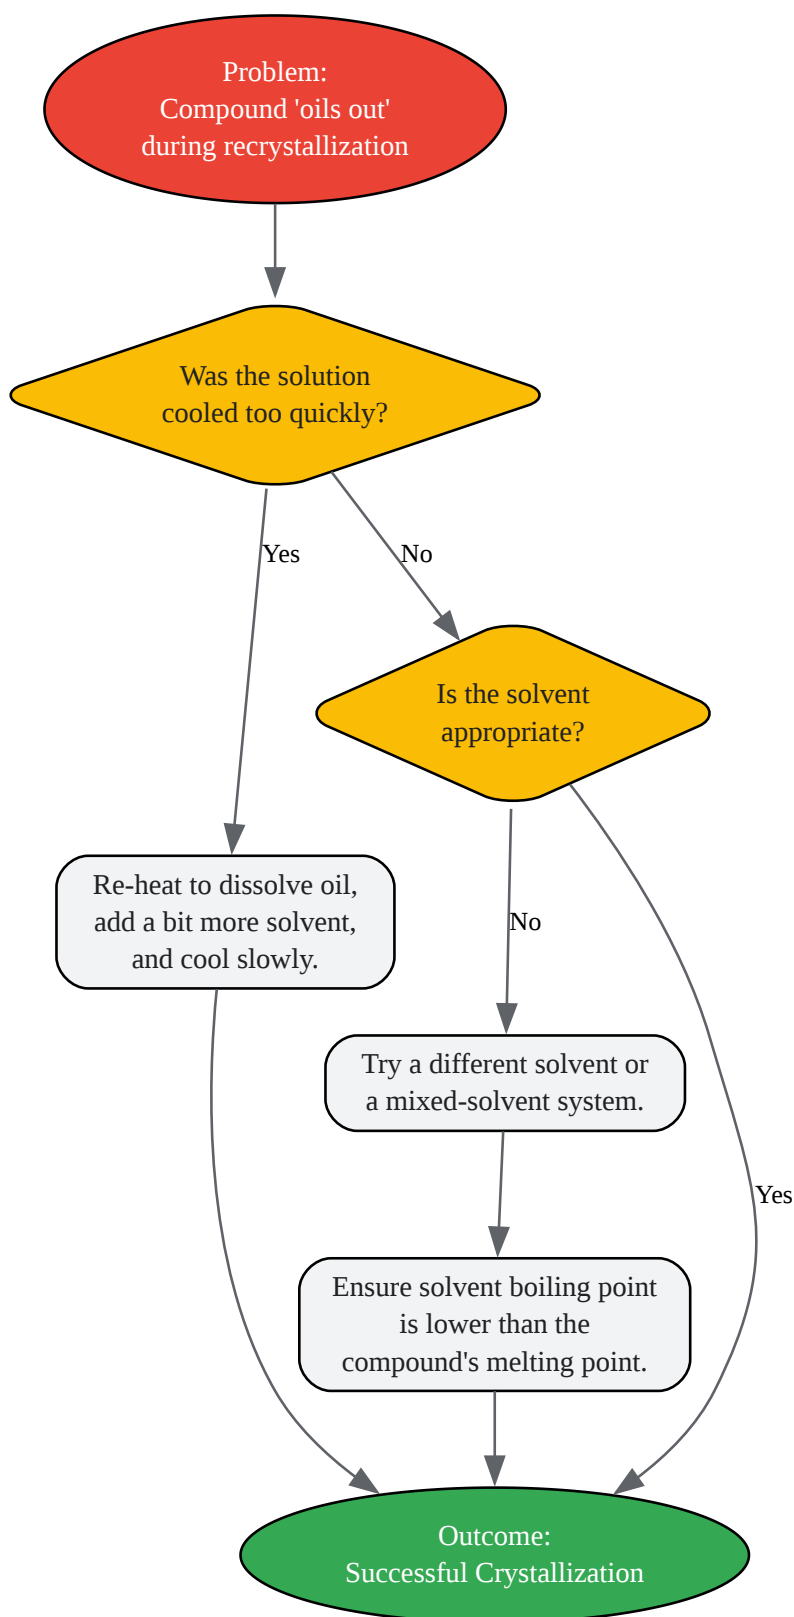 Problem:
Compound 'oils out'
during recrystallization
Was the solution
cooled too quickly?
Yes
No
Is the solvent
appropriate?
Re-heat to dissolve oil,
add a bit more solvent,
and cool slowly.
No
Try a different solvent or
a mixed-solvent system.
Yes
Ensure solvent boiling point
is lower than the
compound's melting point.
Outcome:
Successful Crystallization